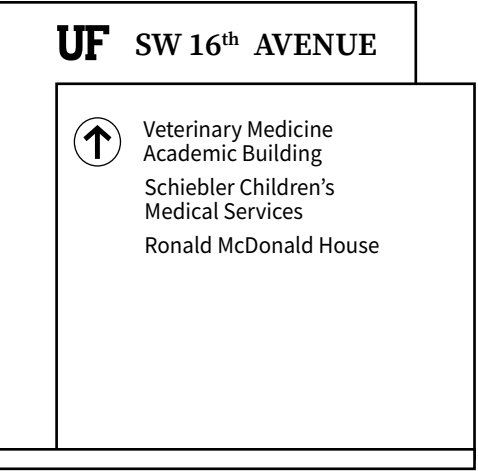 UF SW 16th AVENUE
Veterinary Medicine
Academic Building
Schiebler Children’s
Medical Services
Ronald McDonald House